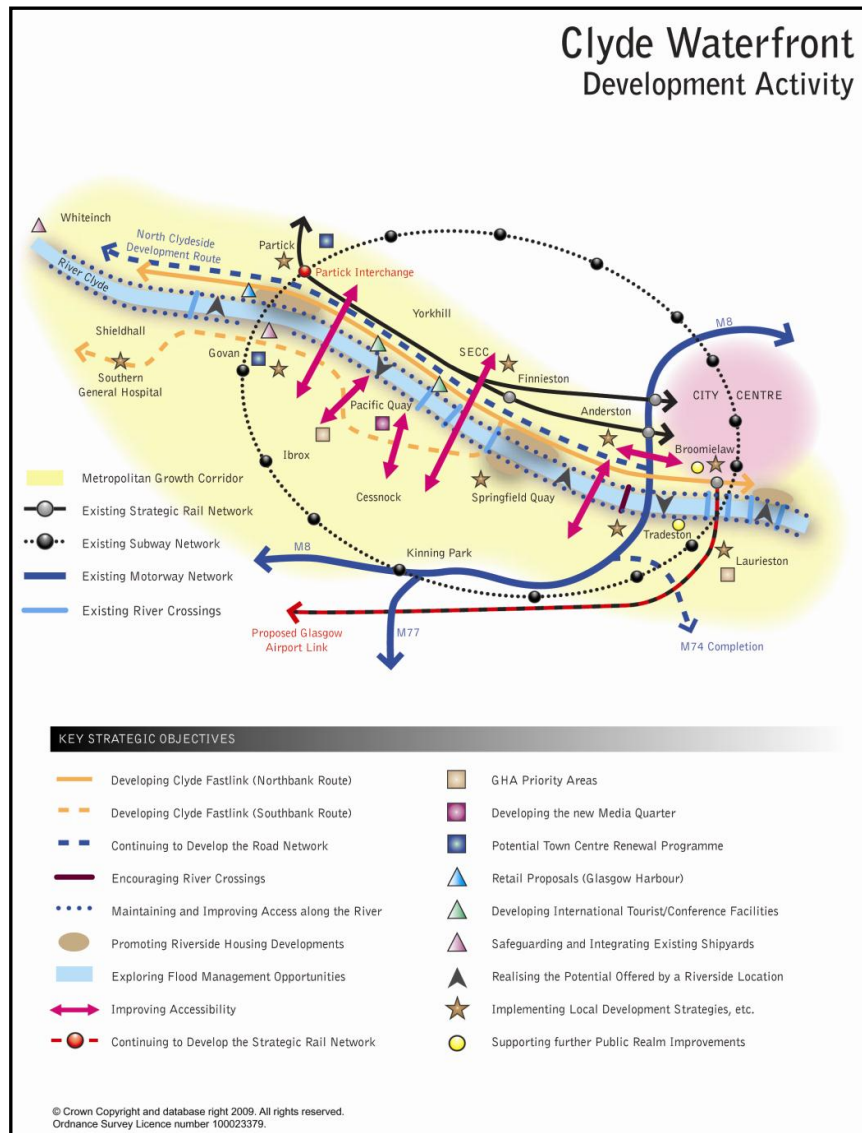 Clyde Waterfront
Development Activity
Whiteinch
North Clydeside
Development Route
Partick
Partick Interchange
River Clyde
Yorkhill
M8
Shieldhall
Govan
SECC
Finnieston
CITY CENTRE
Southern
General Hospital
Pacific Quay
Anderston
Broomielaw
Ibrox
Cessnock
Springfield Quay
Tradeston
Laurieston
Metropolitan Growth Corridor
Existing Strategic Rail Network
Existing Subway Network
Existing Motorway Network
Existing River Crossings
M8
Kinning Park
Proposed Glasgow
Airport Link
M77
M74 Completion
KEY STRATEGIC OBJECTIVES
Developing Clyde Fastlink (Northbank Route)
Developing Clyde Fastlink (Southbank Route)
Continuing to Develop the Road Network
Encouraging River Crossings
Maintaining and Improving Access along the River
Promoting Riverside Housing Developments
Exploring Flood Management Opportunities
Improving Accessibility
Continuing to Develop the Strategic Rail Network
GHA Priority Areas
Developing the new Media Quarter
Potential Town Centre Renewal Programme
Retail Proposals (Glasgow Harbour)
Developing International Tourist/Conference Facilities
Safeguarding and Integrating Existing Shipyards
Realising the Potential Offered by a Riverside Location
Implementing Local Development Strategies, etc.
Supporting further Public Realm Improvements
© Crown Copyright and database right 2009. All rights reserved.
Ordnance Survey Licence number 100023379.